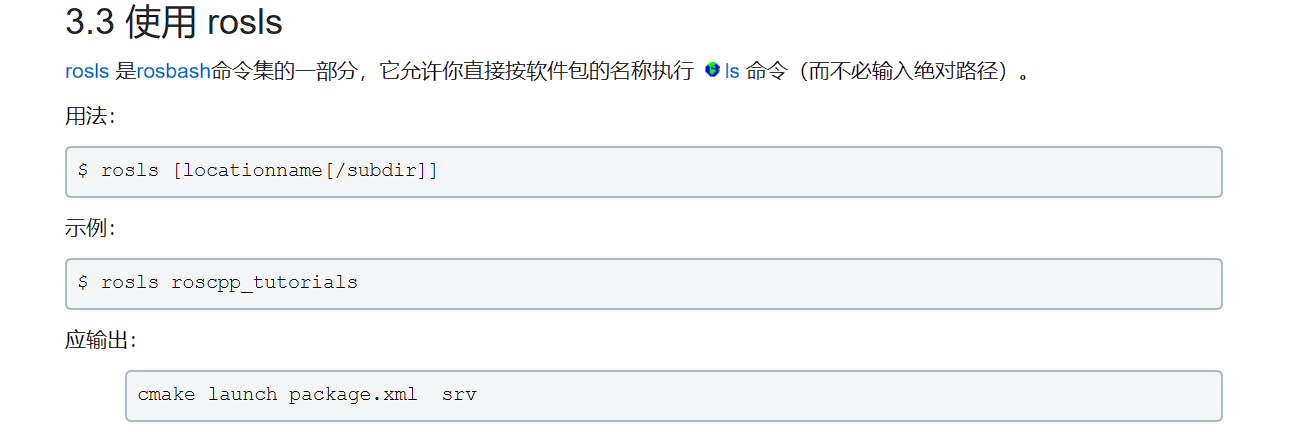 3.3 使用 rosls
rosls 是rosbash命令集的一部分，它允许你直接按软件包的名称执行 ls 命令（而不必输入绝对路径）。
用法：
$ rosls [locationname[/subdir]]
示例：
$ rosls roscpp_tutorials
应输出：
cmake launch package.xml  srv